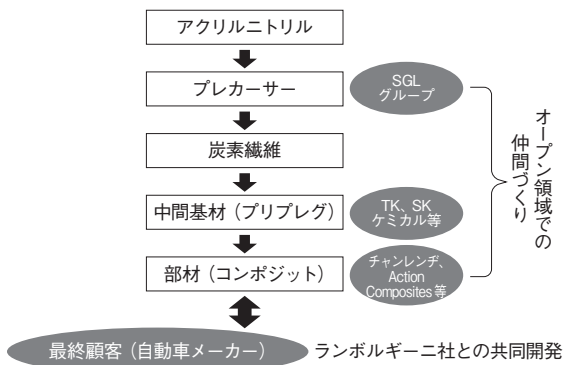 アクリルニトリル
プレカーサー
SGL
グループ
炭素繊維
中間基材（プリプレグ）
TK、SK
ケミカル等
部材（コンポジット）
チャンレンヂ、
Action
Composites等
オープン領域での
仲間づくり
最終顧客（自動車メーカー）
ランボルギーニ社との共同開発